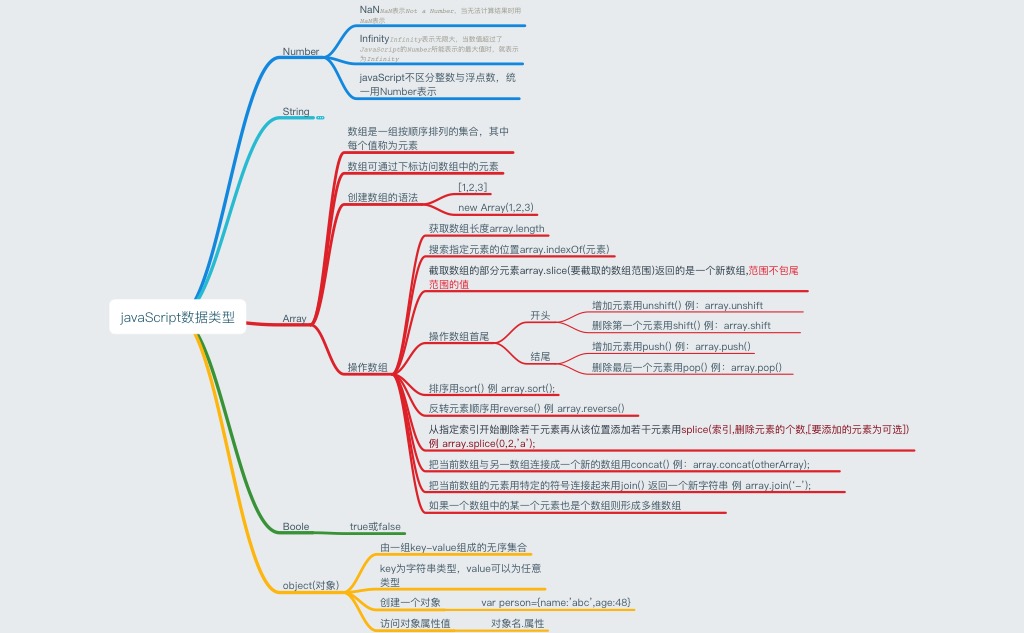 NaNNaN表示Not a Number，当无法计算结果时用
NaN表示
InfinityInfinity表示无限大，当数值超过了
JavaScript的Number所能表示的最大值时，就表示
为Infinity
Number
javaScript不区分整数与浮点数，统
一用Number表示
String
数组是一组按顺序排列的集合，其中
每个值称为元素
数组可通过下标访问数组中的元素
创建数组的语法
[1,2,3]
new Array(1,2,3)
获取数组长度array.length
搜索指定元素的位置array.indexOf(元素)
截取数组的部分元素array.slice(要截取的数组范围)返回的是一个新数组,范围不包尾
范围的值
javaScript数据类型
Array
操作数组
操作数组首尾
开头
增加元素用unshift() 例：array.unshift
删除第一个元素用shift() 例：array.shift
结尾
增加元素用push() 例：array.push()
删除最后一个元素用pop() 例：array.pop()
排序用sort() 例 array.sort();
反转元素顺序用reverse() 例 array.reverse()
从指定索引开始删除若干元素再从该位置添加若干元素用splice(索引,删除元素的个数,[要添加的元素为可选])
例 array.splice(0,2,'a');
把当前数组与另一数组连接成一个新的数组用concat() 例：array.concat(otherArray);
把当前数组的元素用特定的符号连接起来用join() 返回一个新字符串 例 array.join('-');
如果一个数组中的某一个元素也是个数组则形成多维数组
Boole
true或false
object(对象)
由一组key-value组成的无序集合
key为字符串类型，value可以为任意
类型
创建一个对象
var person={name:'abc',age:48}
访问对象属性值
对象名.属性